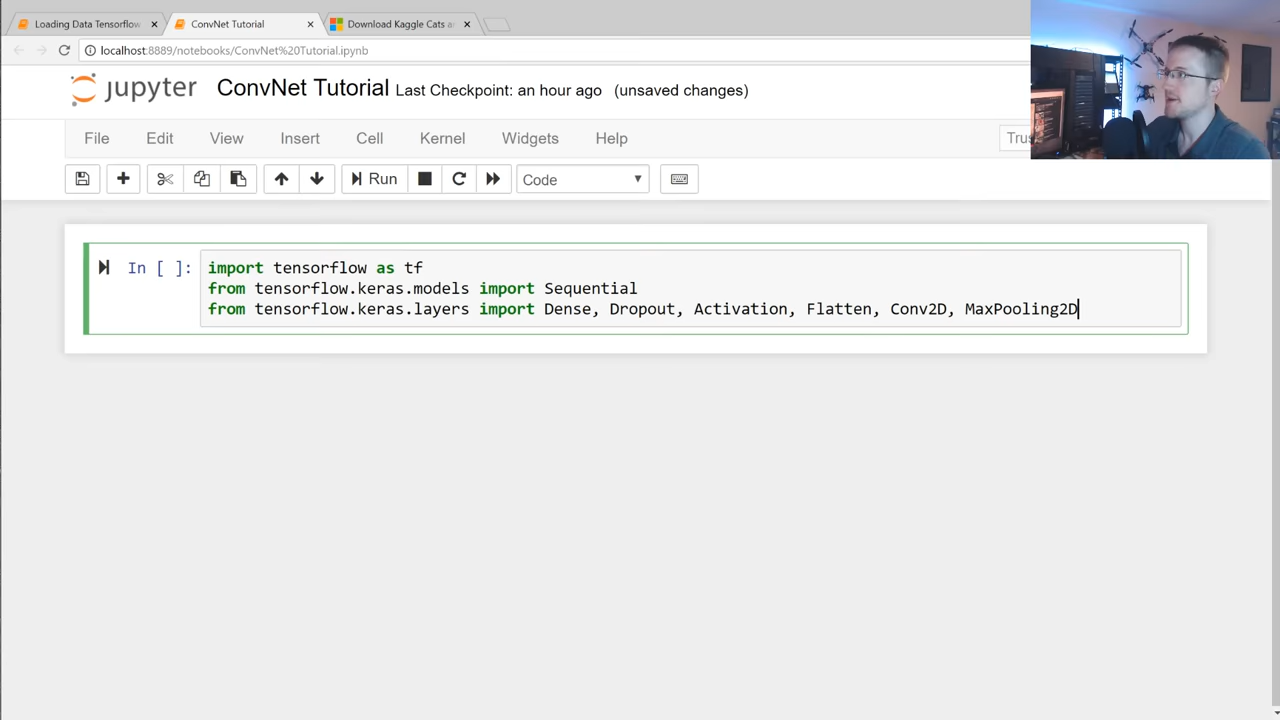 Loading Data Tensorflow
ConvNet Tutorial
Download Kaggle Cats a
localhost:8889/notebooks/ConvNet%20Tutorial.ipynb
jupyter ConvNet Tutorial Last Checkpoint: an hour ago (unsaved changes)
File Edit View Insert Cell Kernel Widgets Help Trus
Run Code
In [ ]: import tensorflow as tf
from tensorflow.keras.models import Sequential
from tensorflow.keras.layers import Dense, Dropout, Activation, Flatten, Conv2D, MaxPooling2D